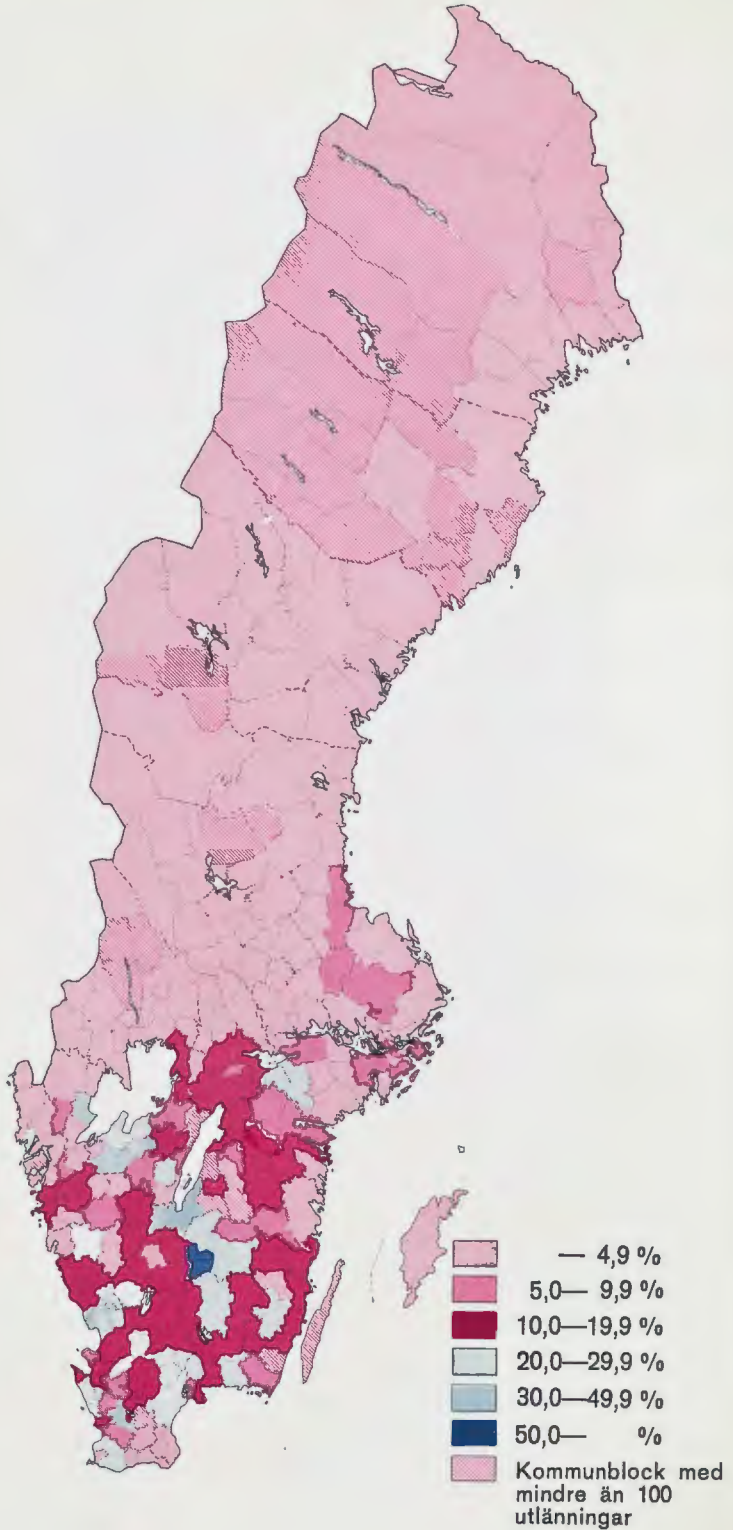 — 4,9 %
5,0— 9,9 %
10,0—19,9 %
20,0—29,9 %
30,0—49,9 %
50,0— %
Kommunblock med
mindre än 100
utlänningar